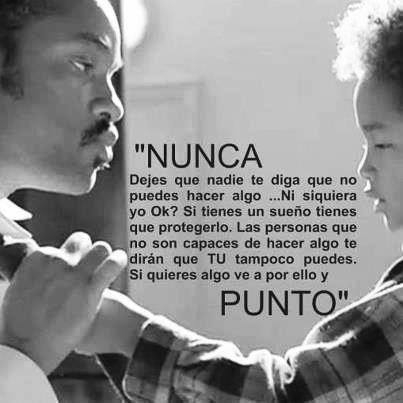 "NUNCA
Dejes que nadie te diga que no
puedes hacer algo ...Ni siquiera
yo Ok? Si tienes un sueño tienes
que protegerlo. Las personas que
no son capaces de hacer algo te
dirán que TU tampoco puedes.
Si quieres algo ve a por ello y
PUNTO"